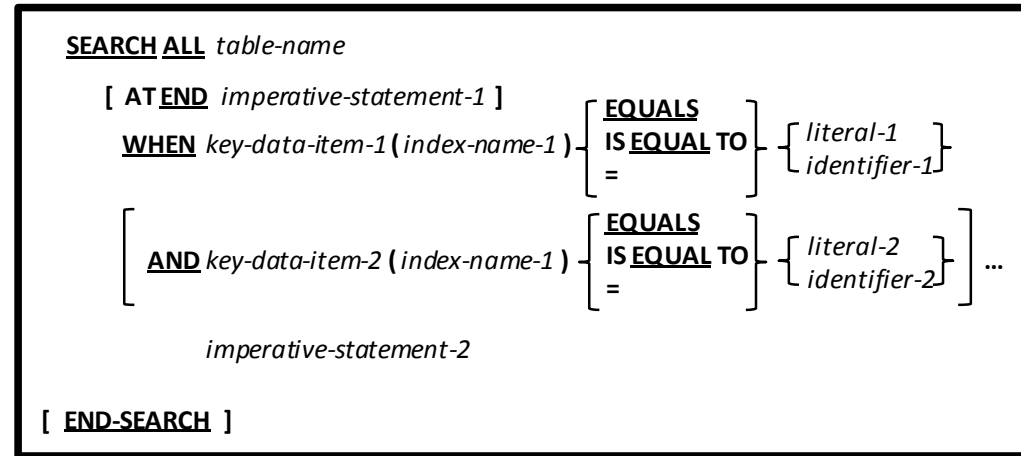 SEARCH ALL table-name
[ AT END imperative-statement-1 ]
WHEN key-data-item-1 ( index-name-1 ) { EQUALS
IS EQUAL TO
= } { literal-1
identifier-1 }
[ AND key-data-item-2 ( index-name-1 ) { EQUALS
IS EQUAL TO
= } { literal-2
identifier-2 } ] ...
imperative-statement-2
[ END-SEARCH ]